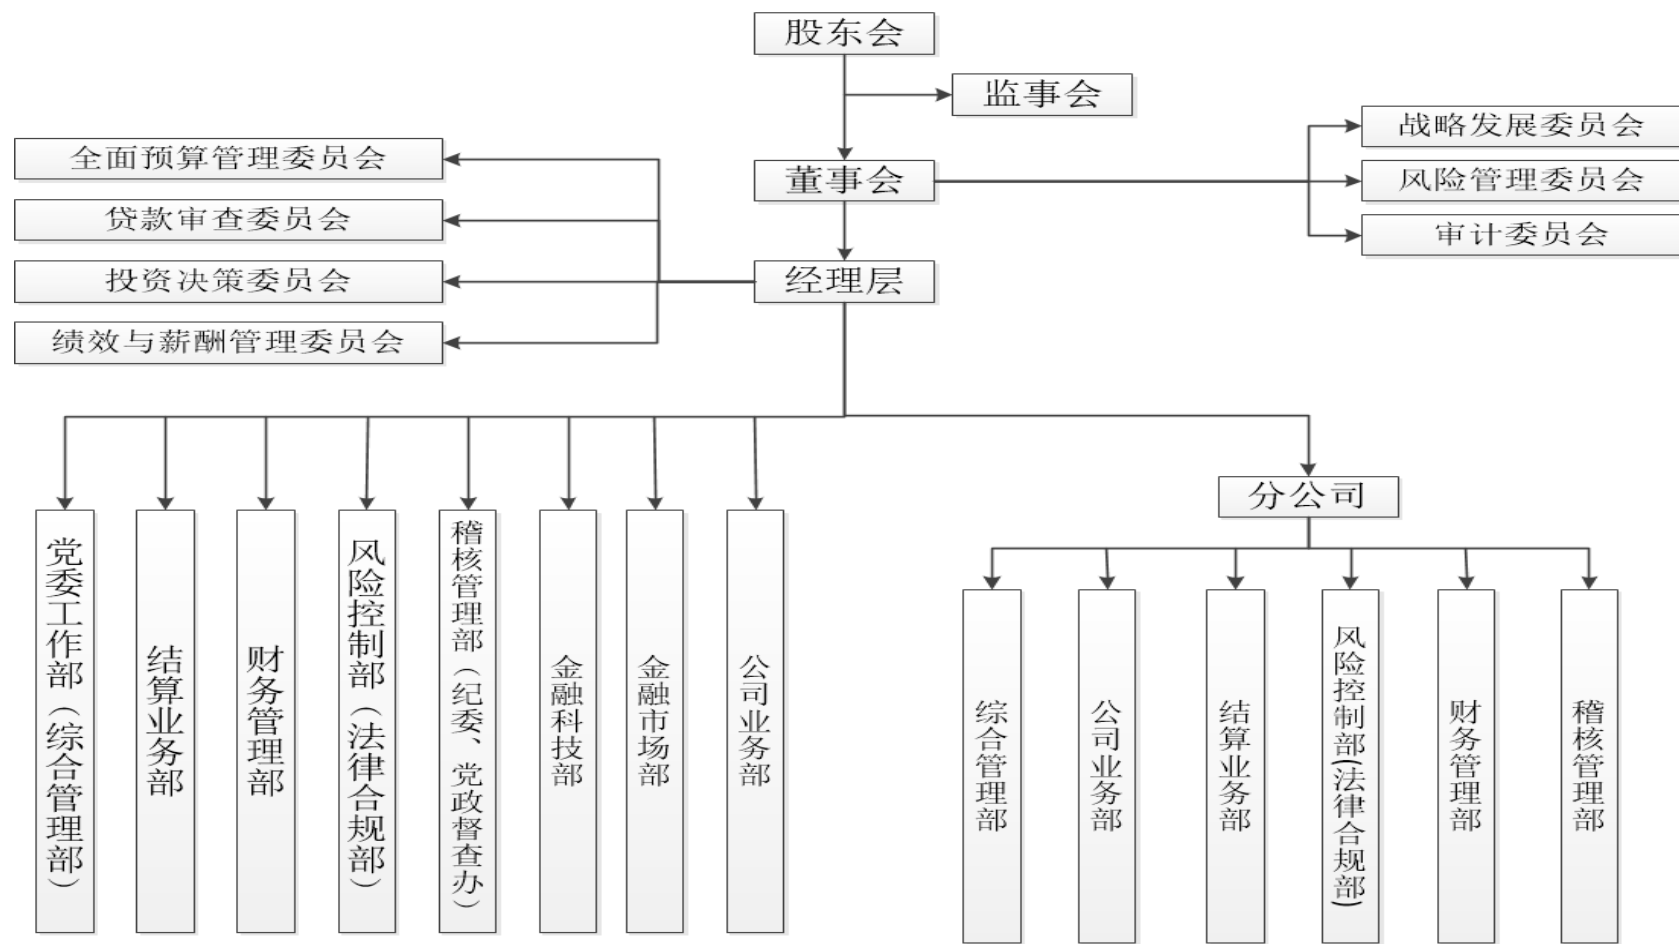 股东会
监事会
战略发展委员会
全面预算管理委员会
董事会
风险管理委员会
贷款审查委员会
审计委员会
投资决策委员会
经理层
绩效与薪酬管理委员会
分公司
党委工作部（综合管理部）
结算业务部
财务管理部
风险控制部（法律合规部）
稽核管理部（纪委、党政督查办）
金融科技部
金融市场部
公司业务部
综合管理部
公司业务部
结算业务部
风险控制部(法律合规部)
财务管理部
稽核管理部